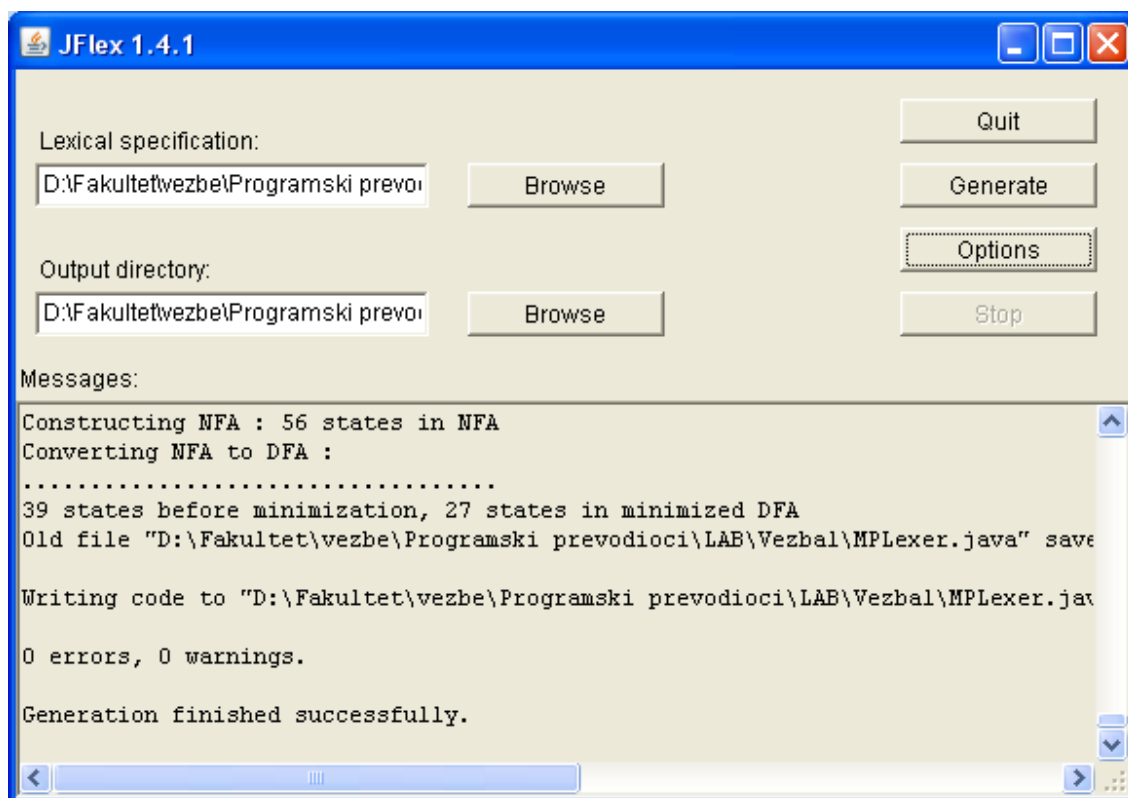 JFlex 1.4.1
Quit
Lexical specification:
D:\Fakultet\vezbe\Programski prevo
Browse
Generate
Options
Output directory:
D:\Fakultet\vezbe\Programski prevo
Browse
Stop
Messages:
Constructing NFA : 56 states in NFA
Converting NFA to DFA :
...................................
39 states before minimization, 27 states in minimized DFA
Old file "D:\Fakultet\vezbe\Programski prevodioci\LAB\Vezba1\MPLexer.java" save
Writing code to "D:\Fakultet\vezbe\Programski prevodioci\LAB\Vezba1\MPLexer.jav
0 errors, 0 warnings.
Generation finished successfully.